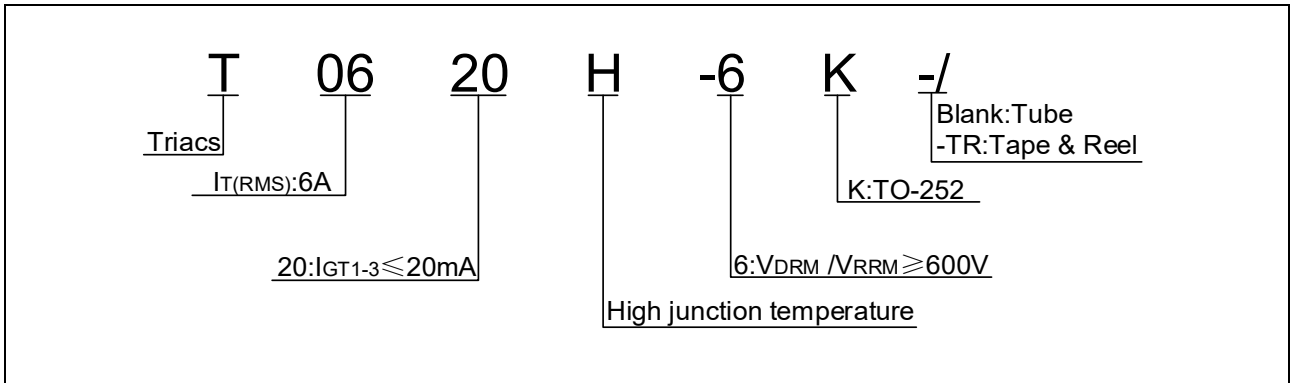 T 06 20 H -6 K -/
Blank:Tube
Triacs
-TR:Tape & Reel
IT(RMS):6A
K:TO-252
20:IGT1-3≤20mA
6:VDRM /VRRM≥600V
High junction temperature